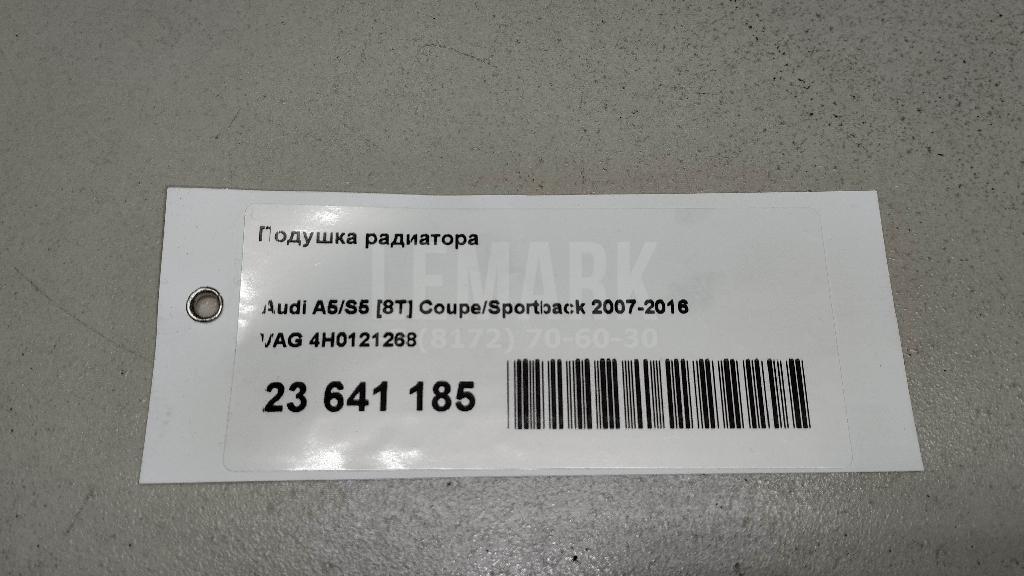 Подушка радиатора
LEMARK
Audi A5/S5 [8T] Coupe/Sportback 2007-2016
VAG 4H0121268
(8172) 70-60-30
23 641 185